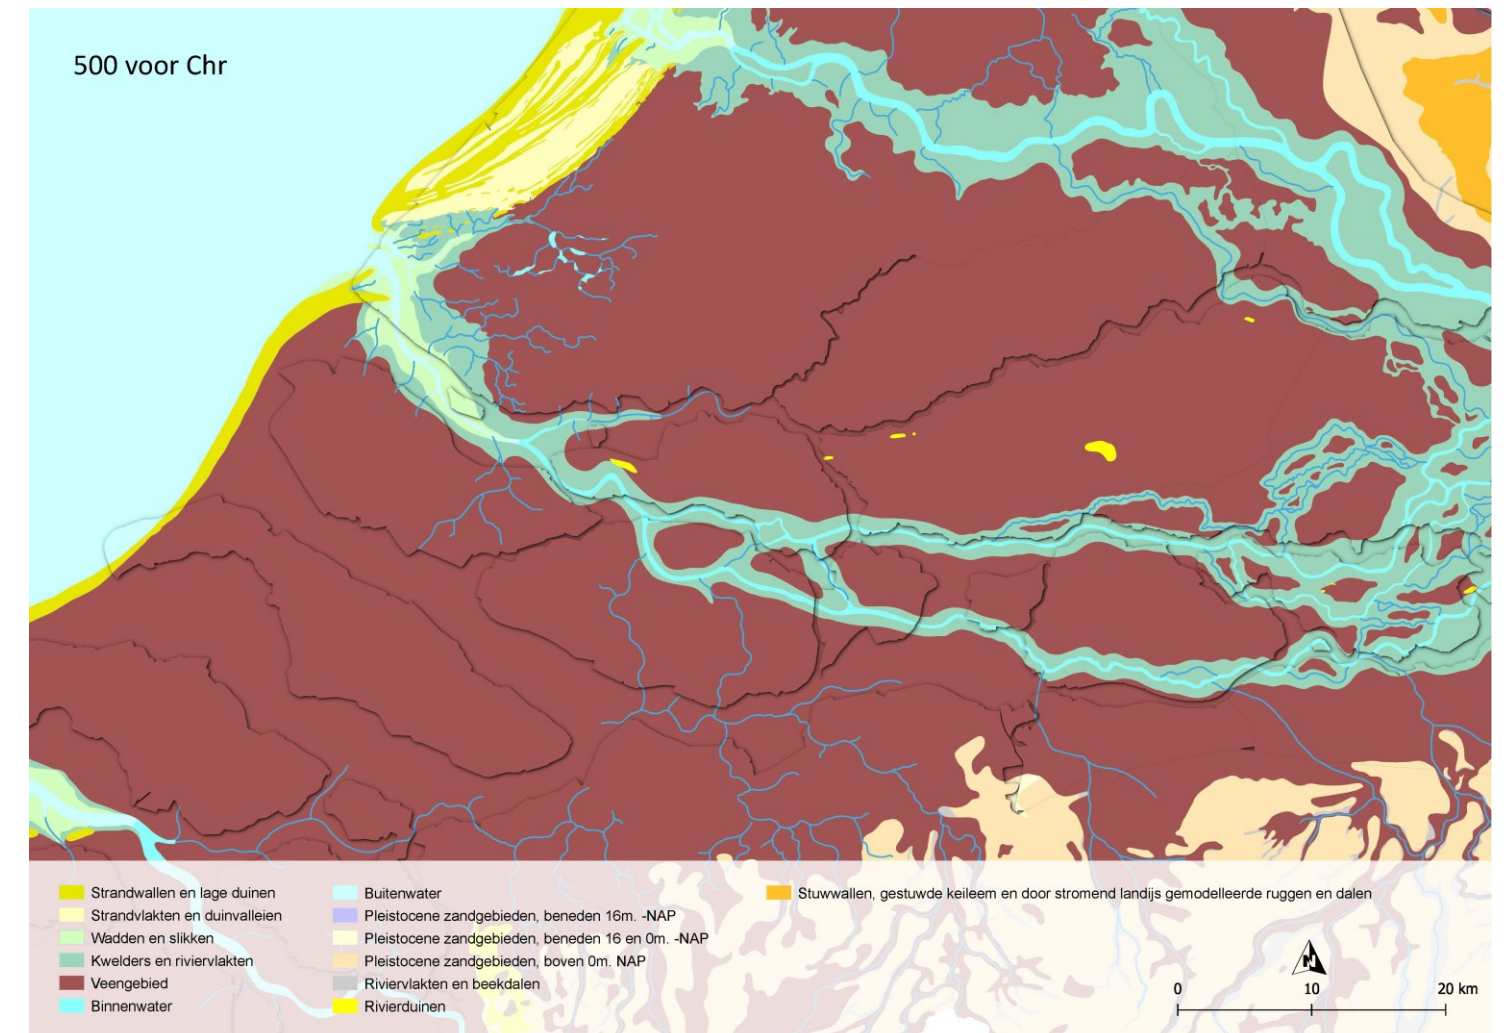 500 voor Chr
Strandwallen en lage duinen
Strandvlakten en duinvalleien
Wadden en slikken
Kwelders en riviervlakten
Veengebied
Binnenwater
Buitenwater
Pleistocene zandgebieden, beneden 16m. -NAP
Pleistocene zandgebieden, beneden 16 en 0m. -NAP
Pleistocene zandgebieden, boven 0m. NAP
Riviervlakten en beekdalen
Rivierduinen
Stuwwallen, gestuwde keileem en door stromend landijs gemodelleerde ruggen en dalen
N
0 10 20 km